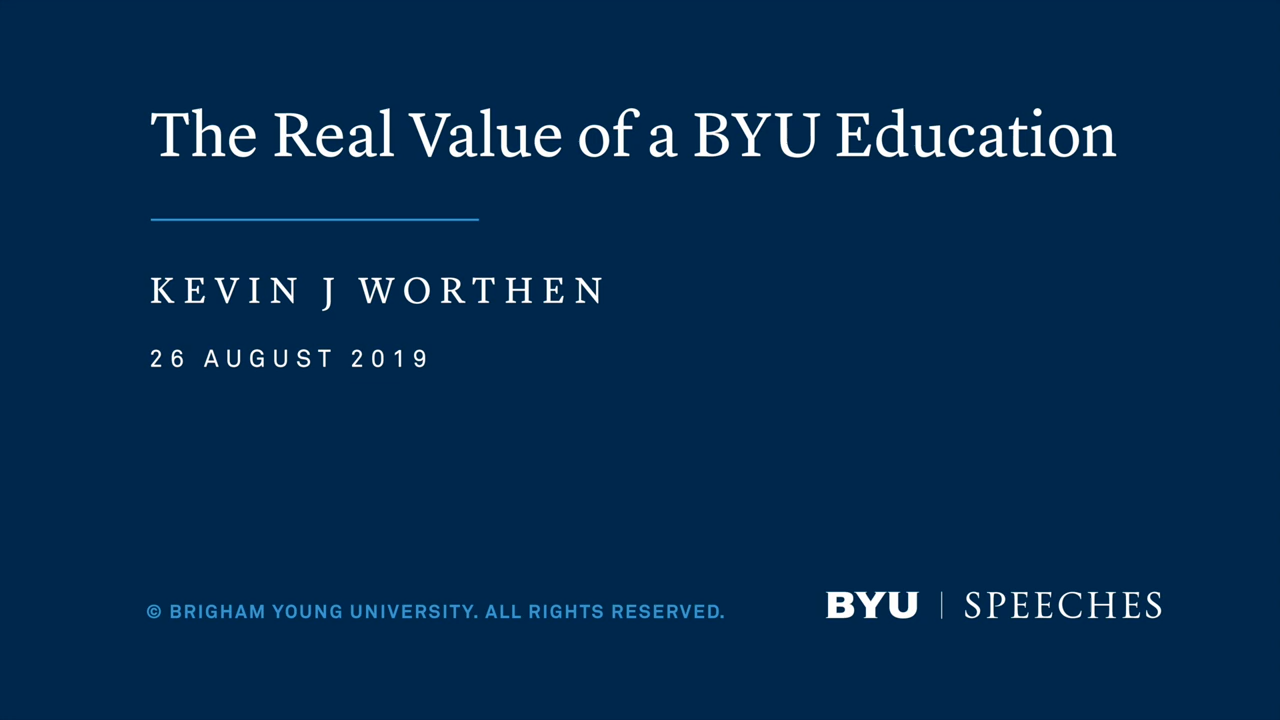 The Real Value of a BYU Education
KEVIN J WORTHEN
26 AUGUST 2019
© BRIGHAM YOUNG UNIVERSITY. ALL RIGHTS RESERVED.
BYU | SPEECHES